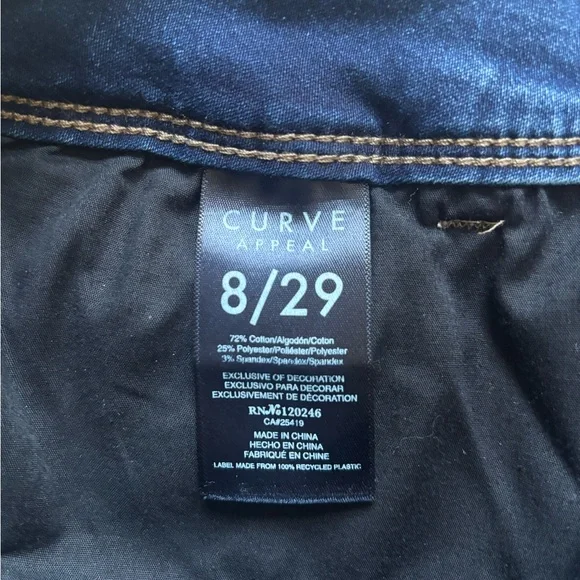 CURVE
APPEAL
8/29
72% Cotton/Algodón/Coton
25% Polyester/Poliéster/Polyester
3% Spandex/Spandex/Spandex
EXCLUSIVE OF DECORATION
EXCLUSIVO PARA DECORAR
EXCLUSIVEMENT DE DÉCORATION
RN№120246
CA#25419
MADE IN CHINA
HECHO EN CHINA
FABRIQUÉ EN CHINE
LABEL MADE FROM 100% RECYCLED PLASTIC